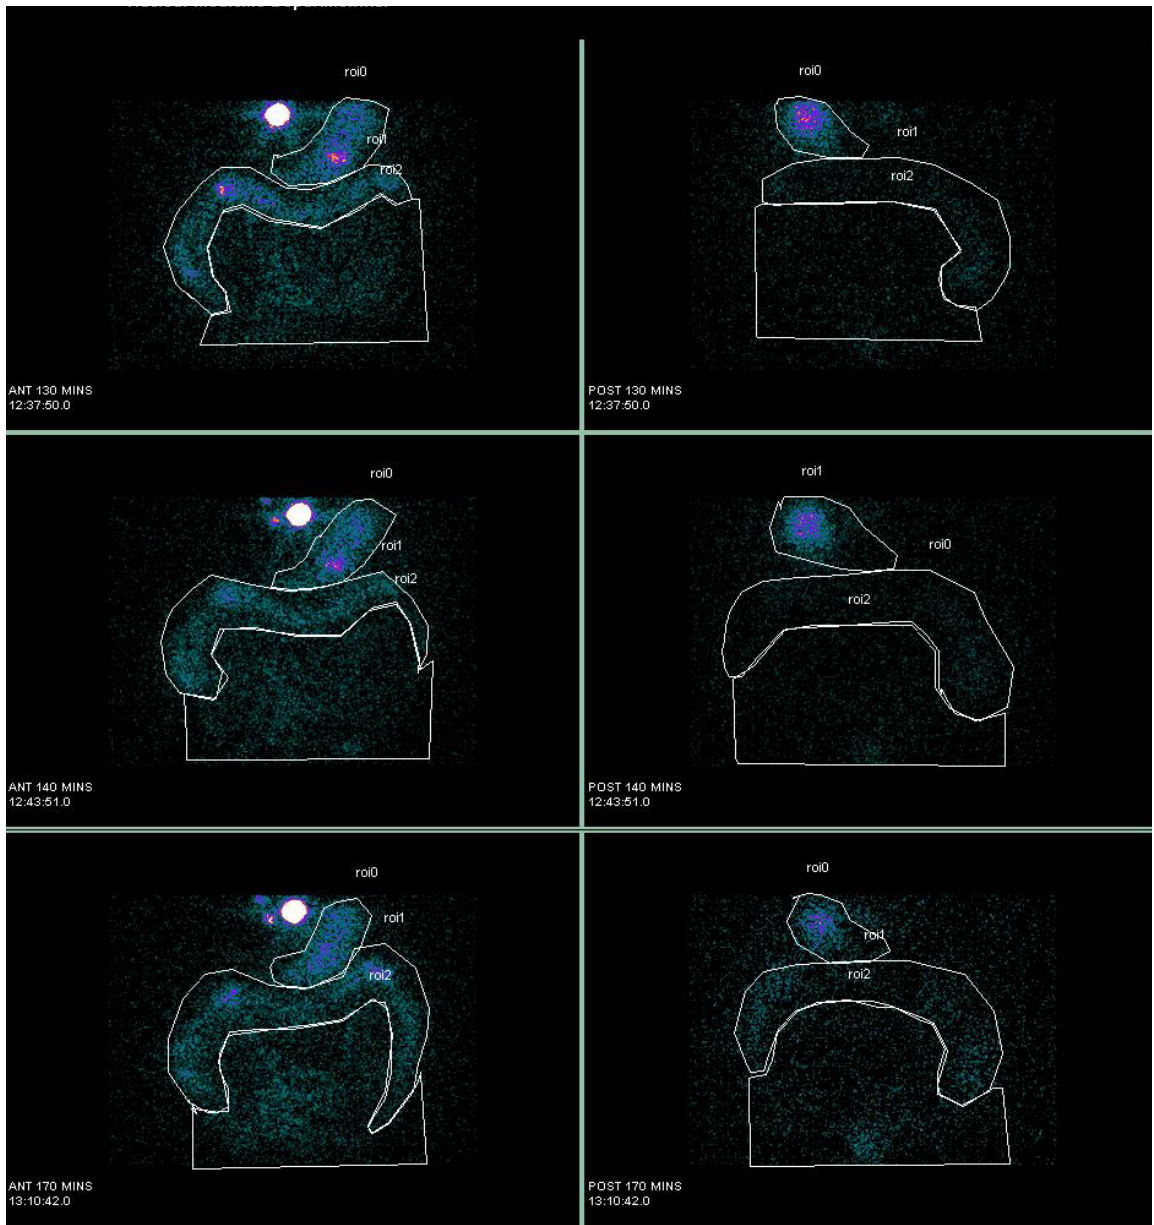 roi0
roi1
roi2
ANT 130 MINS
12:37:50.0
roi0
roi1
roi2
POST 130 MINS
12:37:50.0
roi0
roi1
roi2
ANT 140 MINS
12:43:51.0
roi1
roi0
roi2
POST 140 MINS
12:43:51.0
roi0
roi1
roi2
ANT 170 MINS
13:10:42.0
roi0
roi1
roi2
POST 170 MINS
13:10:42.0